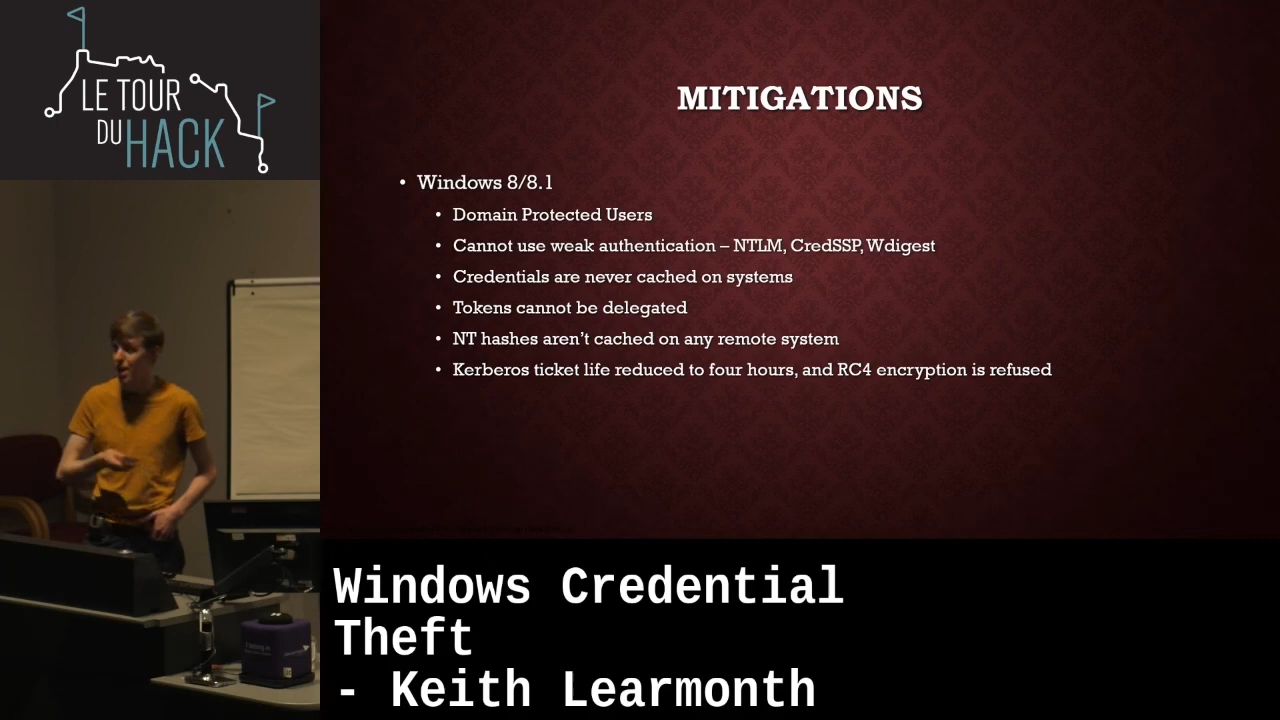 LE TOUR
DU HACK
MITIGATIONS
• Windows 8/8.1
• Domain Protected Users
• Cannot use weak authentication – NTLM, CredSSP, Wdigest
• Credentials are never cached on systems
• Tokens cannot be delegated
• NT hashes aren't cached on any remote system
• Kerberos ticket life reduced to four hours, and RC4 encryption is refused
Windows Credential
Theft
- Keith Learmonth